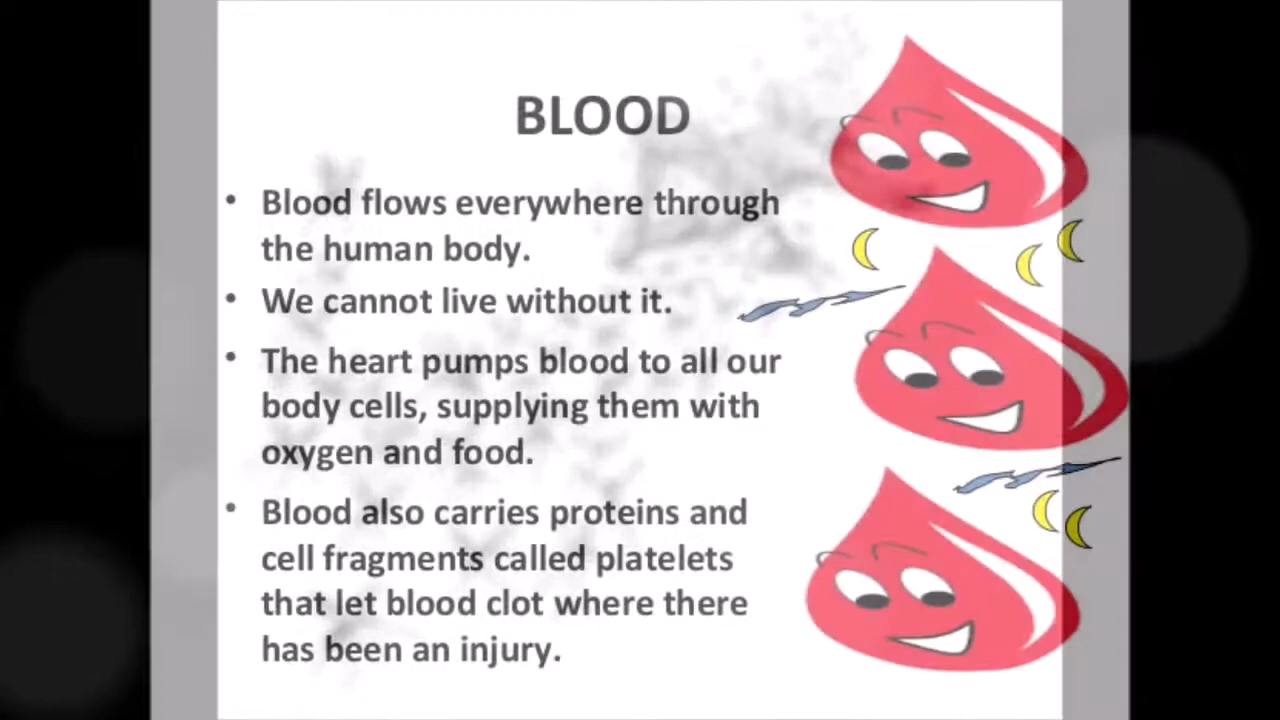 BLOOD
• Blood flows everywhere through
the human body.
• We cannot live without it.
• The heart pumps blood to all our
body cells, supplying them with
oxygen and food.
• Blood also carries proteins and
cell fragments called platelets
that let blood clot where there
has been an injury.